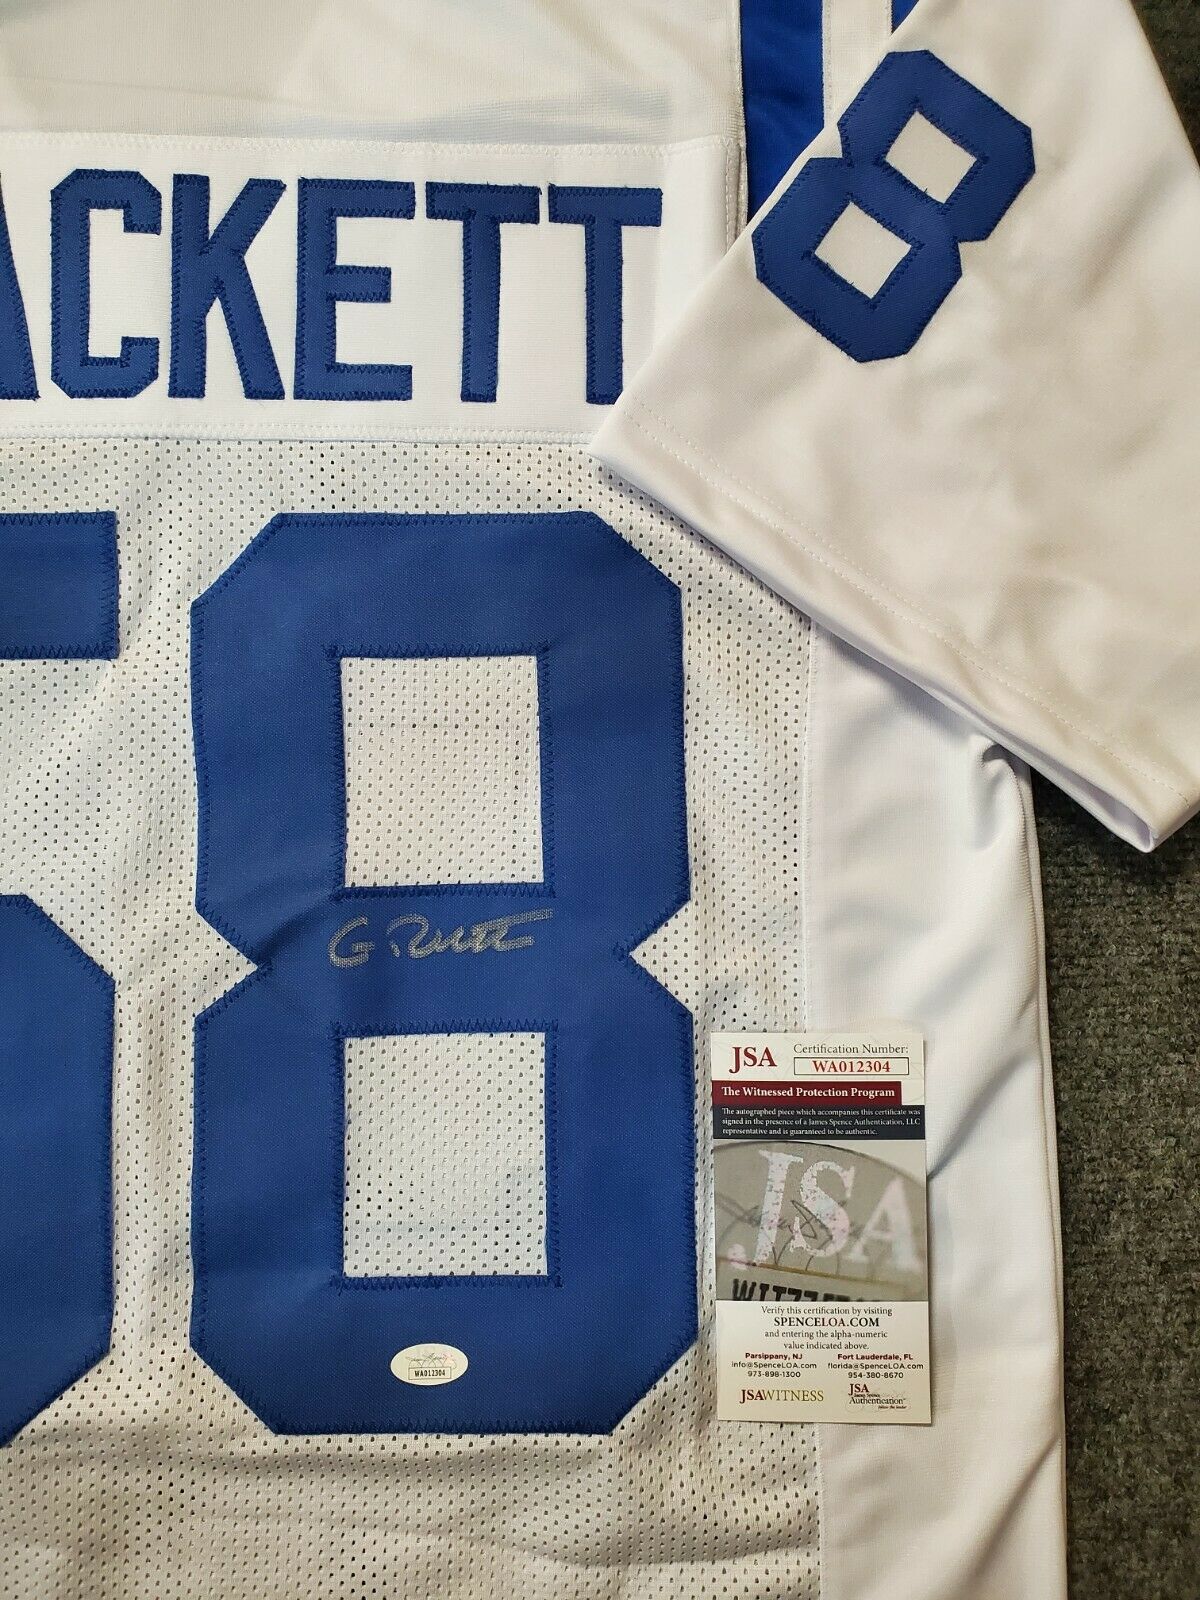 ACKETT
8
58
JSA Certification Number:
WA012304
The Witnessed Protection Program
The autographed piece which accompanies this certificate was
signed in the presence of a James Spence Authentication, LLC
representative and is guaranteed to be authentic.
JSA
Verify this certification by visiting
SPENCELOA.COM
and entering the alpha-numeric
value indicated above.
Parsippany, NJ Fort Lauderdale, FL
info@SpenceLOA.com florida@SpenceLOA.com
973-898-1300 954-380-8670
JSAWITNESS JSA
Authentication
WA012304